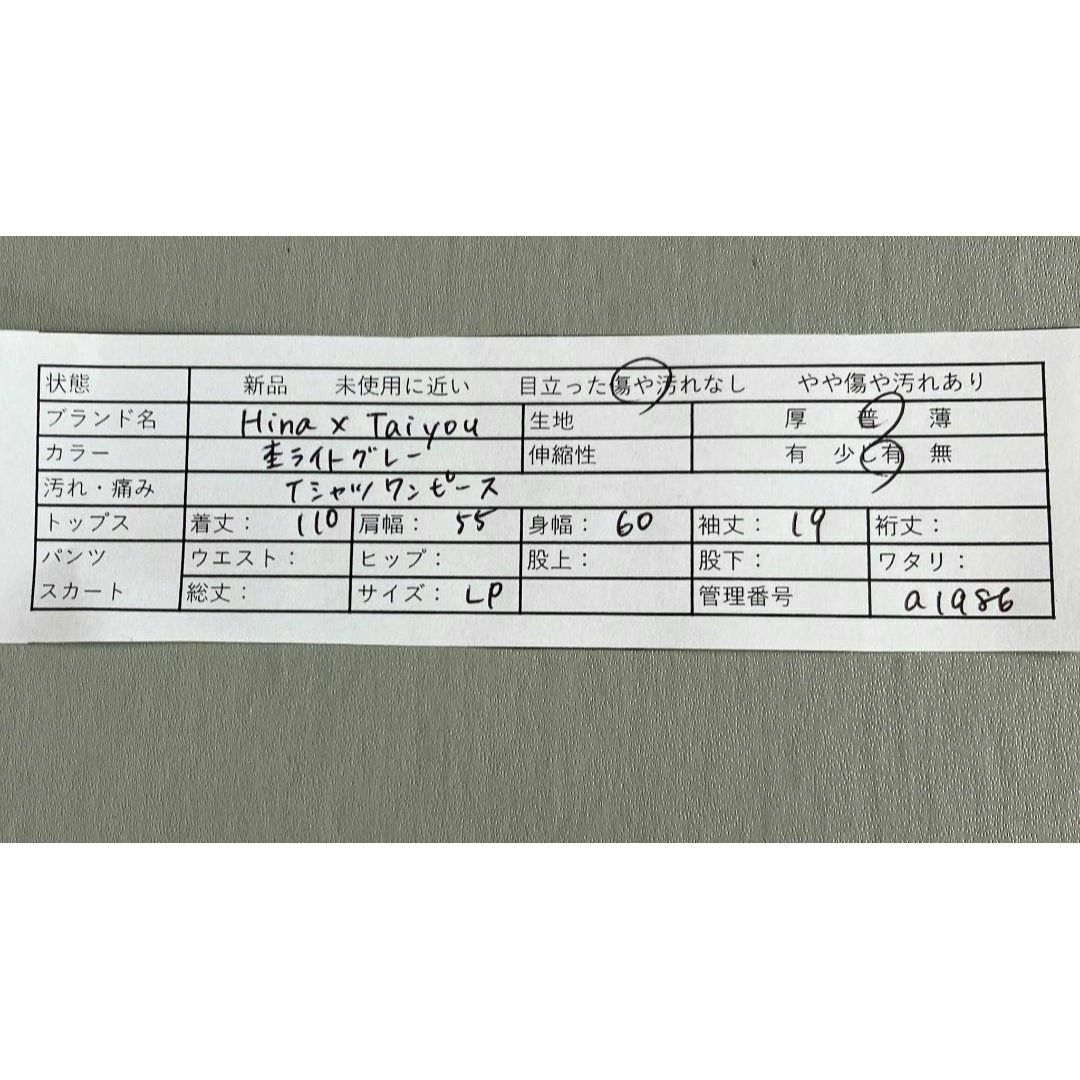 状態 新品 未使用に近い 目立った傷や汚れなし やや傷や汚れあり
ブランド名 Hina x Taiyou 生地 厚 普 薄
カラー 杢ライトグレー 伸縮性 有 少し有 無
汚れ・痛み Tシャツワンピース
トップス 着丈： 110 肩幅： 55 身幅： 60 袖丈： 19 裄丈：
パンツ ウエスト： ヒップ： 股上： 股下： ワタリ：
スカート 総丈： サイズ： LP 管理番号 a1986